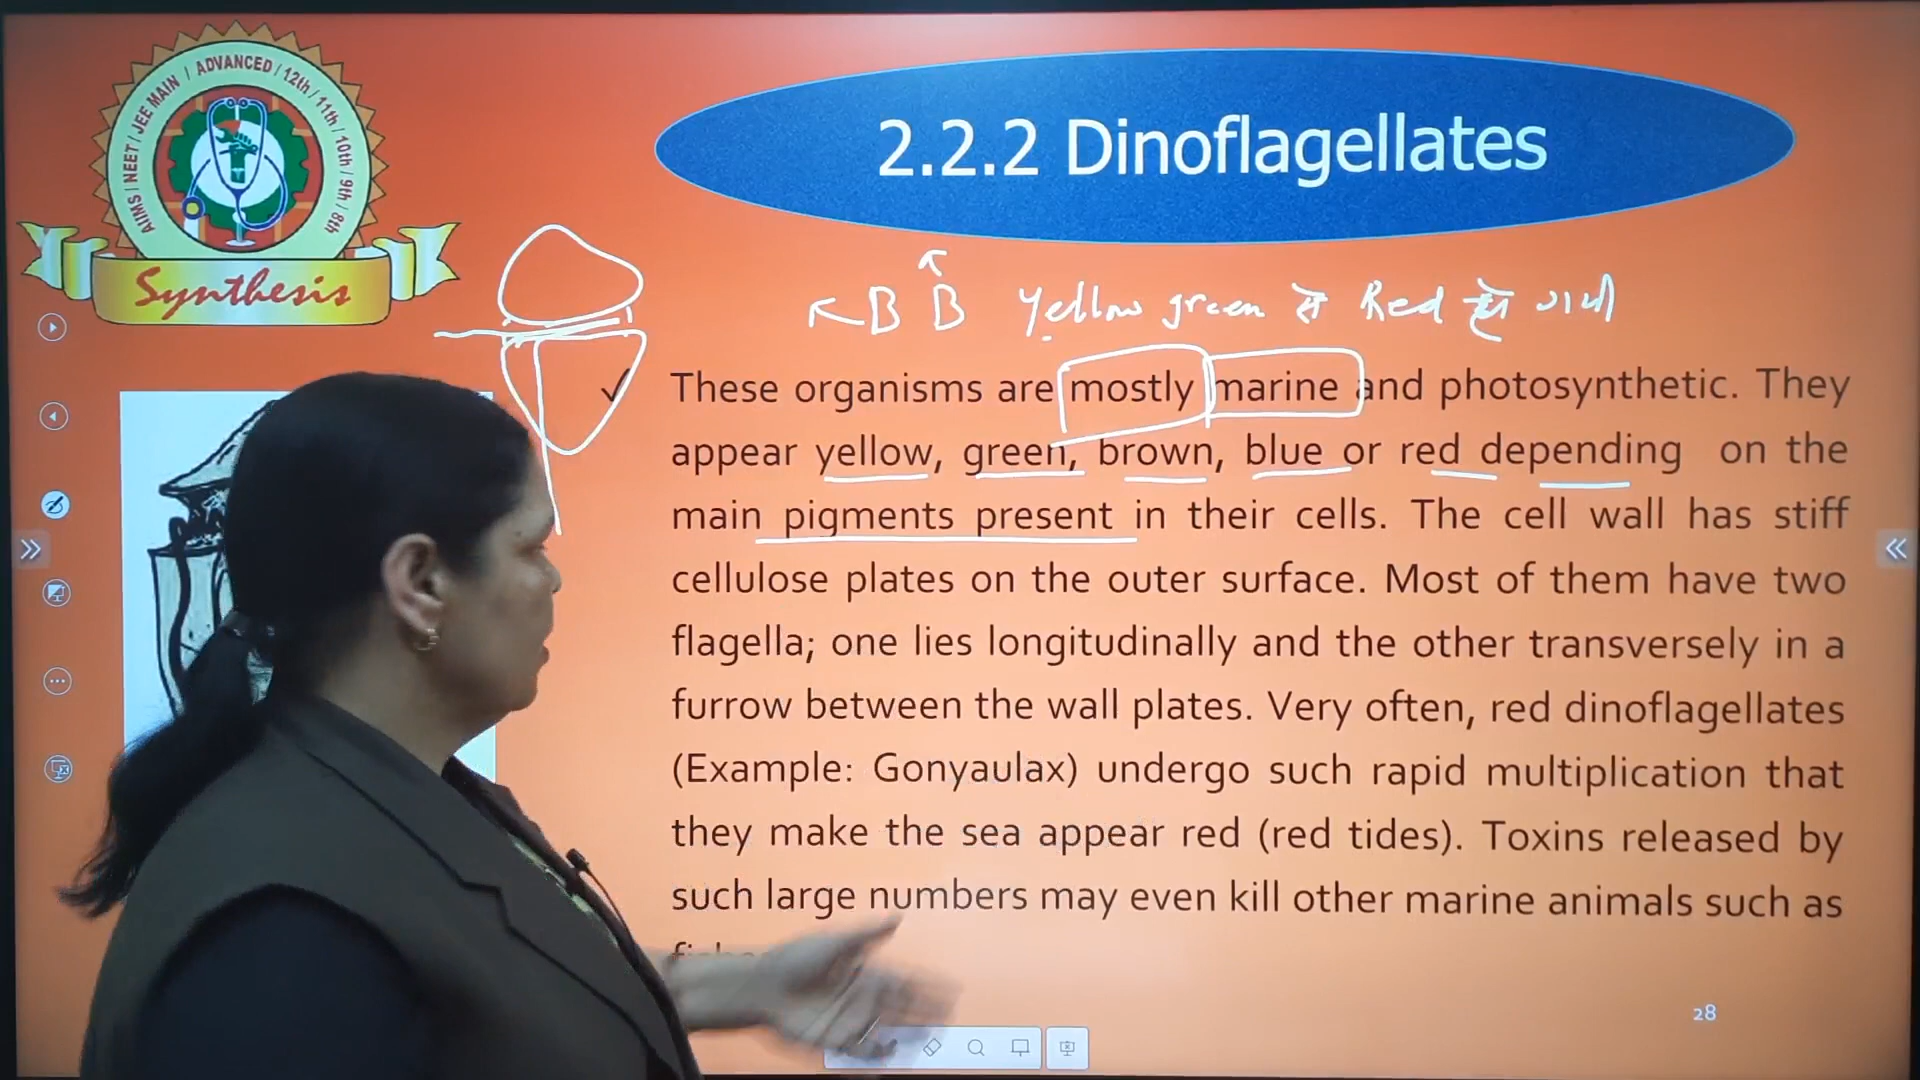 AIIMS / NEET / JEE MAIN / ADVANCED / 12th / 11th / 10th / 9th / 8th
Synthesis
2.2.2 Dinoflagellates
B B Yellow green से Red
These organisms are mostly marine and photosynthetic. They
appear yellow, green, brown, blue or red depending on the
main pigments present in their cells. The cell wall has stiff
cellulose plates on the outer surface. Most of them have two
flagella; one lies longitudinally and the other transversely in a
furrow between the wall plates. Very often, red dinoflagellates
(Example: Gonyaulax) undergo such rapid multiplication that
they make the sea appear red (red tides). Toxins released by
such large numbers may even kill other marine animals such as
28